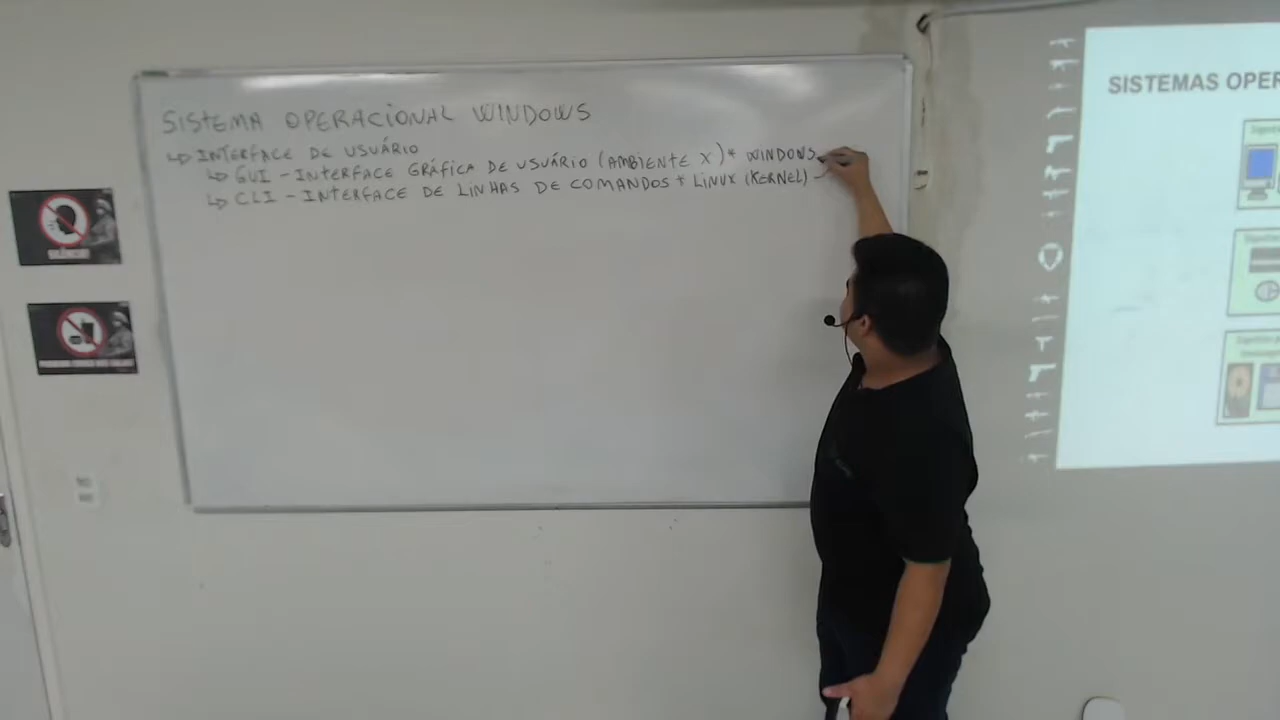 SISTEMA OPERACIONAL WINDOWS
↳ INTERFACE DE USUÁRIO
↳ GUI - INTERFACE GRÁFICA DE USUÁRIO (AMBIENTE X) * WINDOWS
↳ CLI - INTERFACE DE LINHAS DE COMANDOS * LINUX (KERNEL)
SISTEMAS OPER